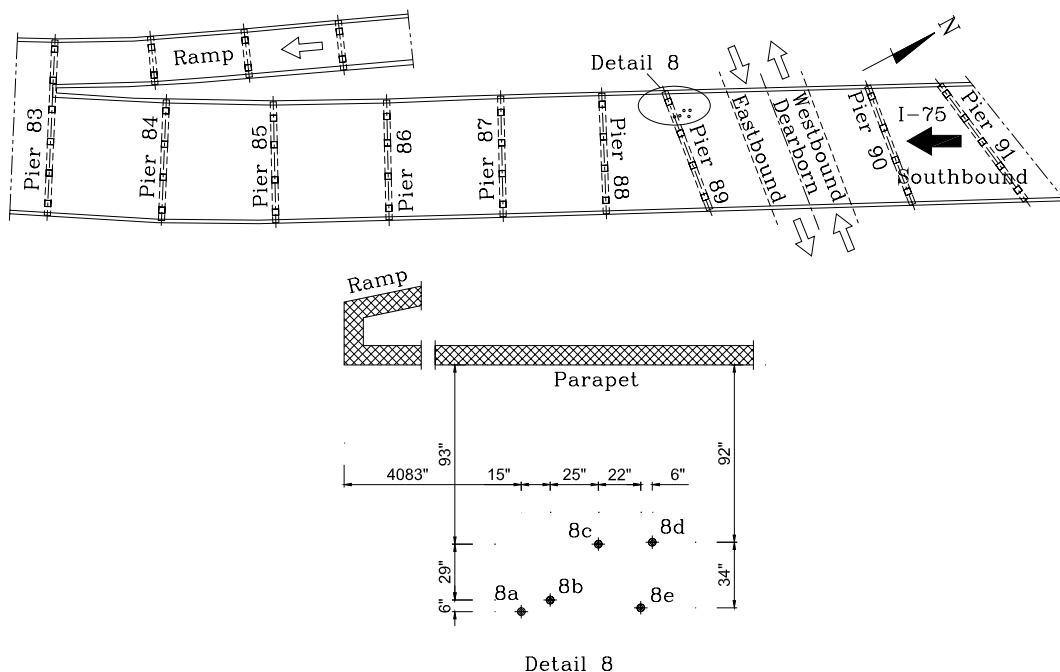 Ramp
N
Detail 8
Pier 83
Pier 84
Pier 85
Pier 86
Pier 87
Pier 88
Pier 89
Eastbound
Dearborn
Westbound
Pier 90
I-75
Southbound
Pier 91
Ramp
Parapet
93"
92"
4083"
15"
25"
22"
6"
8c
8d
29"
34"
8a
8b
8e
6"
Detail 8